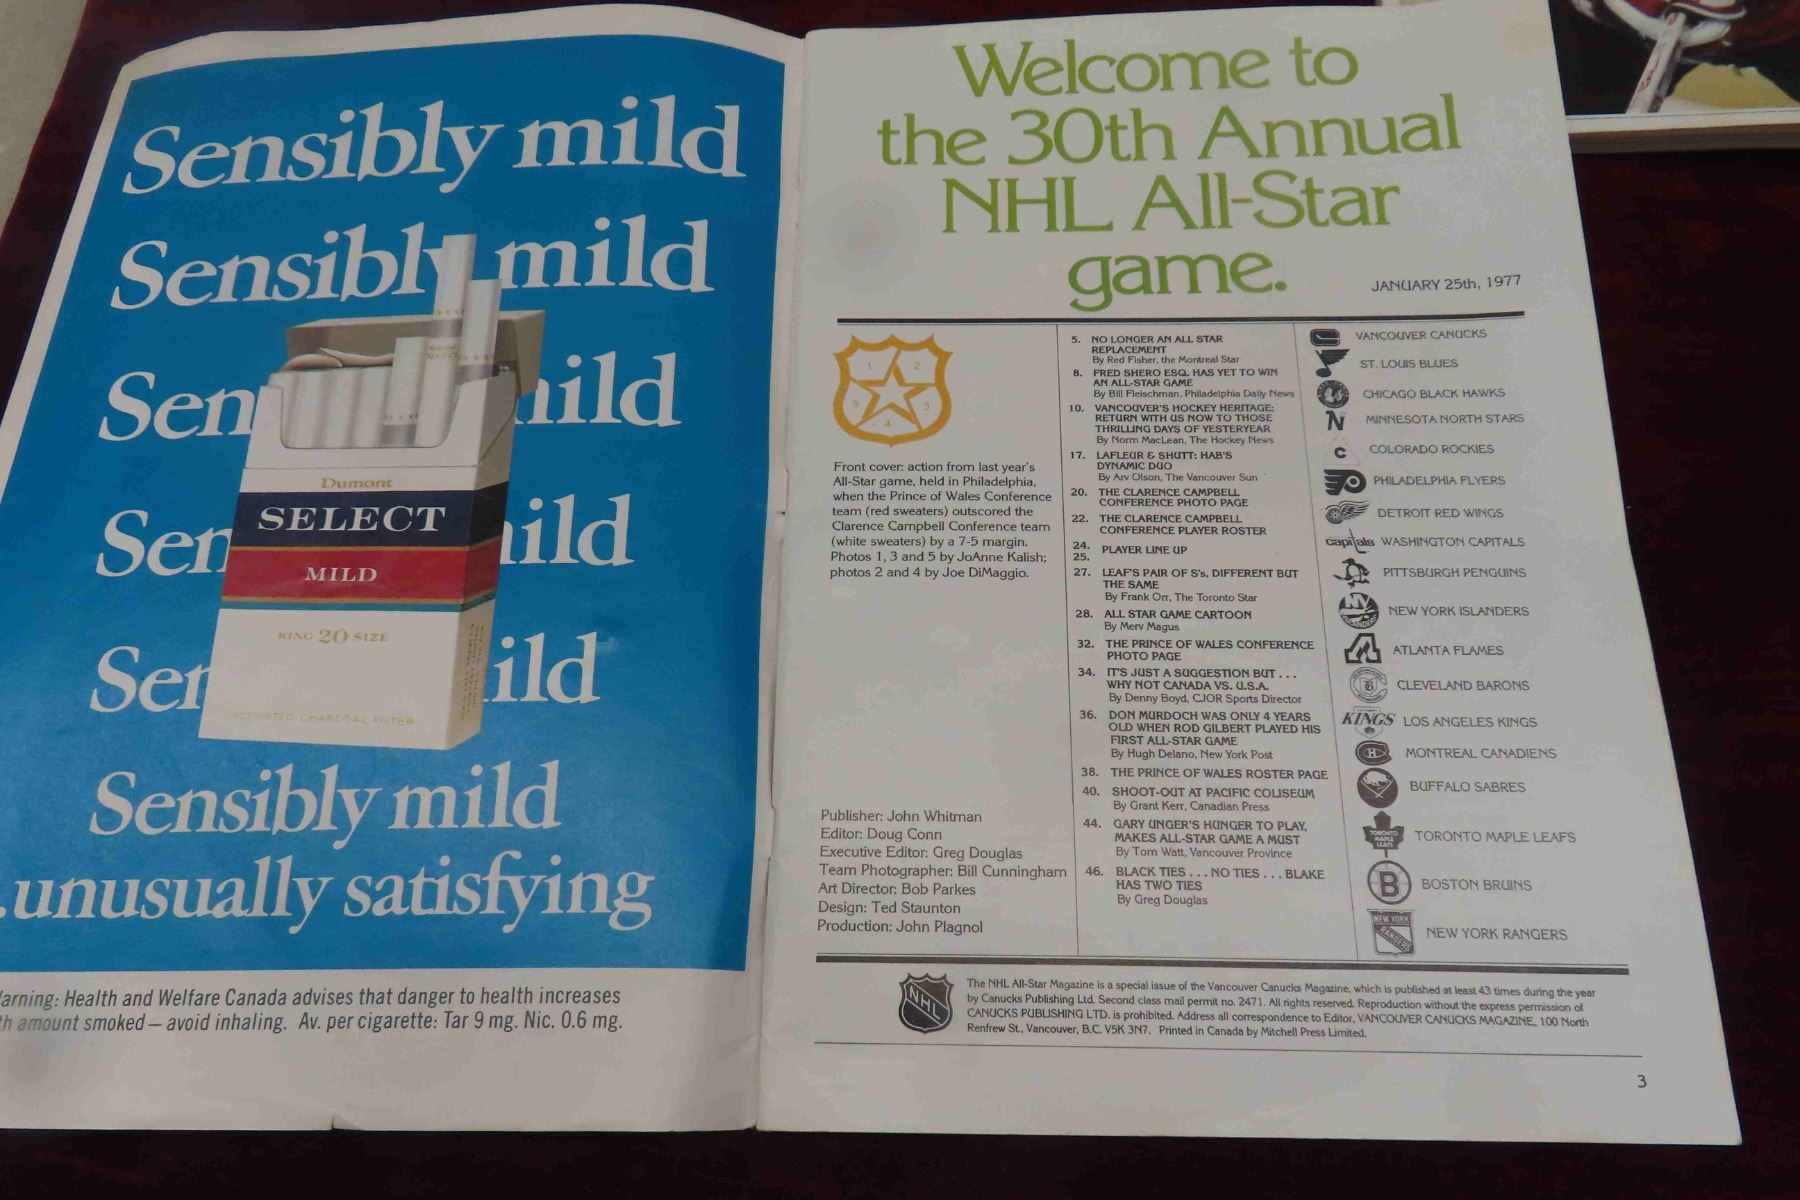 Sensibly mild
Sensibly mild
Sen ild
Sen ild
Sen ild
Dumont
SELECT
MILD
KING 20 SIZE
ACTIVATED CHARCOAL FILTER
Sensibly mild
unusually satisfying
arning: Health and Welfare Canada advises that danger to health increases
h amount smoked — avoid inhaling. Av. per cigarette: Tar 9 mg. Nic. 0.6 mg.
Welcome to
the 30th Annual
NHL All-Star
game.
JANUARY 25th, 1977
1 2
5 3
4
Front cover: action from last year's
All-Star game, held in Philadelphia,
when the Prince of Wales Conference
team (red sweaters) outscored the
Clarence Campbell Conference team
(white sweaters) by a 7-5 margin.
Photos 1, 3 and 5 by JoAnne Kalish;
photos 2 and 4 by Joe DiMaggio.
Publisher: John Whitman
Editor: Doug Conn
Executive Editor: Greg Douglas
Team Photographer: Bill Cunningham
Art Director: Bob Parkes
Design: Ted Staunton
Production: John Plagnol
5. NO LONGER AN ALL STAR
REPLACEMENT
By Red Fisher, the Montreal Star
8. FRED SHERO ESQ. HAS YET TO WIN
AN ALL-STAR GAME
By Bill Fleischman, Philadelphia Daily News
10. VANCOUVER'S HOCKEY HERITAGE:
RETURN WITH US NOW TO THOSE
THRILLING DAYS OF YESTERYEAR
By Norm MacLean, The Hockey News
17. LAFLEUR & SHUTT: HAB'S
DYNAMIC DUO
By Arv Olson, The Vancouver Sun
20. THE CLARENCE CAMPBELL
CONFERENCE PHOTO PAGE
22. THE CLARENCE CAMPBELL
CONFERENCE PLAYER ROSTER
24. PLAYER LINE UP
25.
27. LEAF'S PAIR OF S's, DIFFERENT BUT
THE SAME
By Frank Orr, The Toronto Star
28. ALL STAR GAME CARTOON
By Merv Magus
32. THE PRINCE OF WALES CONFERENCE
PHOTO PAGE
34. IT'S JUST A SUGGESTION BUT . . .
WHY NOT CANADA VS. U.S.A.
By Denny Boyd, CJOR Sports Director
36. DON MURDOCH WAS ONLY 4 YEARS
OLD WHEN ROD GILBERT PLAYED HIS
FIRST ALL-STAR GAME
By Hugh Delano, New York Post
38. THE PRINCE OF WALES ROSTER PAGE
40. SHOOT-OUT AT PACIFIC COLISEUM
By Grant Kerr, Canadian Press
44. GARY UNGER'S HUNGER TO PLAY,
MAKES ALL-STAR GAME A MUST
By Tom Watt, Vancouver Province
46. BLACK TIES . . . NO TIES . . . BLAKE
HAS TWO TIES
By Greg Douglas
VANCOUVER CANUCKS
ST. LOUIS BLUES
CHICAGO BLACK HAWKS
N MINNESOTA NORTH STARS
C COLORADO ROCKIES
P PHILADELPHIA FLYERS
DETROIT RED WINGS
capitals WASHINGTON CAPITALS
PITTSBURGH PENGUINS
NY NEW YORK ISLANDERS
A ATLANTA FLAMES
CLEVELAND BARONS
KINGS LOS ANGELES KINGS
CH MONTREAL CANADIENS
BUFFALO SABRES
TORONTO MAPLE LEAFS TORONTO MAPLE LEAFS
B BOSTON BRUINS
NEW YORK RANGERS NEW YORK RANGERS
NHL
The NHL All-Star Magazine is a special issue of the Vancouver Canucks Magazine, which is published at least 43 times during the year
by Canucks Publishing Ltd. Second class mail permit no. 2471. All rights reserved. Reproduction without the express permission of
CANUCKS PUBLISHING LTD. is prohibited. Address all correspondence to Editor, VANCOUVER CANUCKS MAGAZINE, 100 North
Renfrew St., Vancouver, B.C. V5K 3N7. Printed in Canada by Mitchell Press Limited.
3